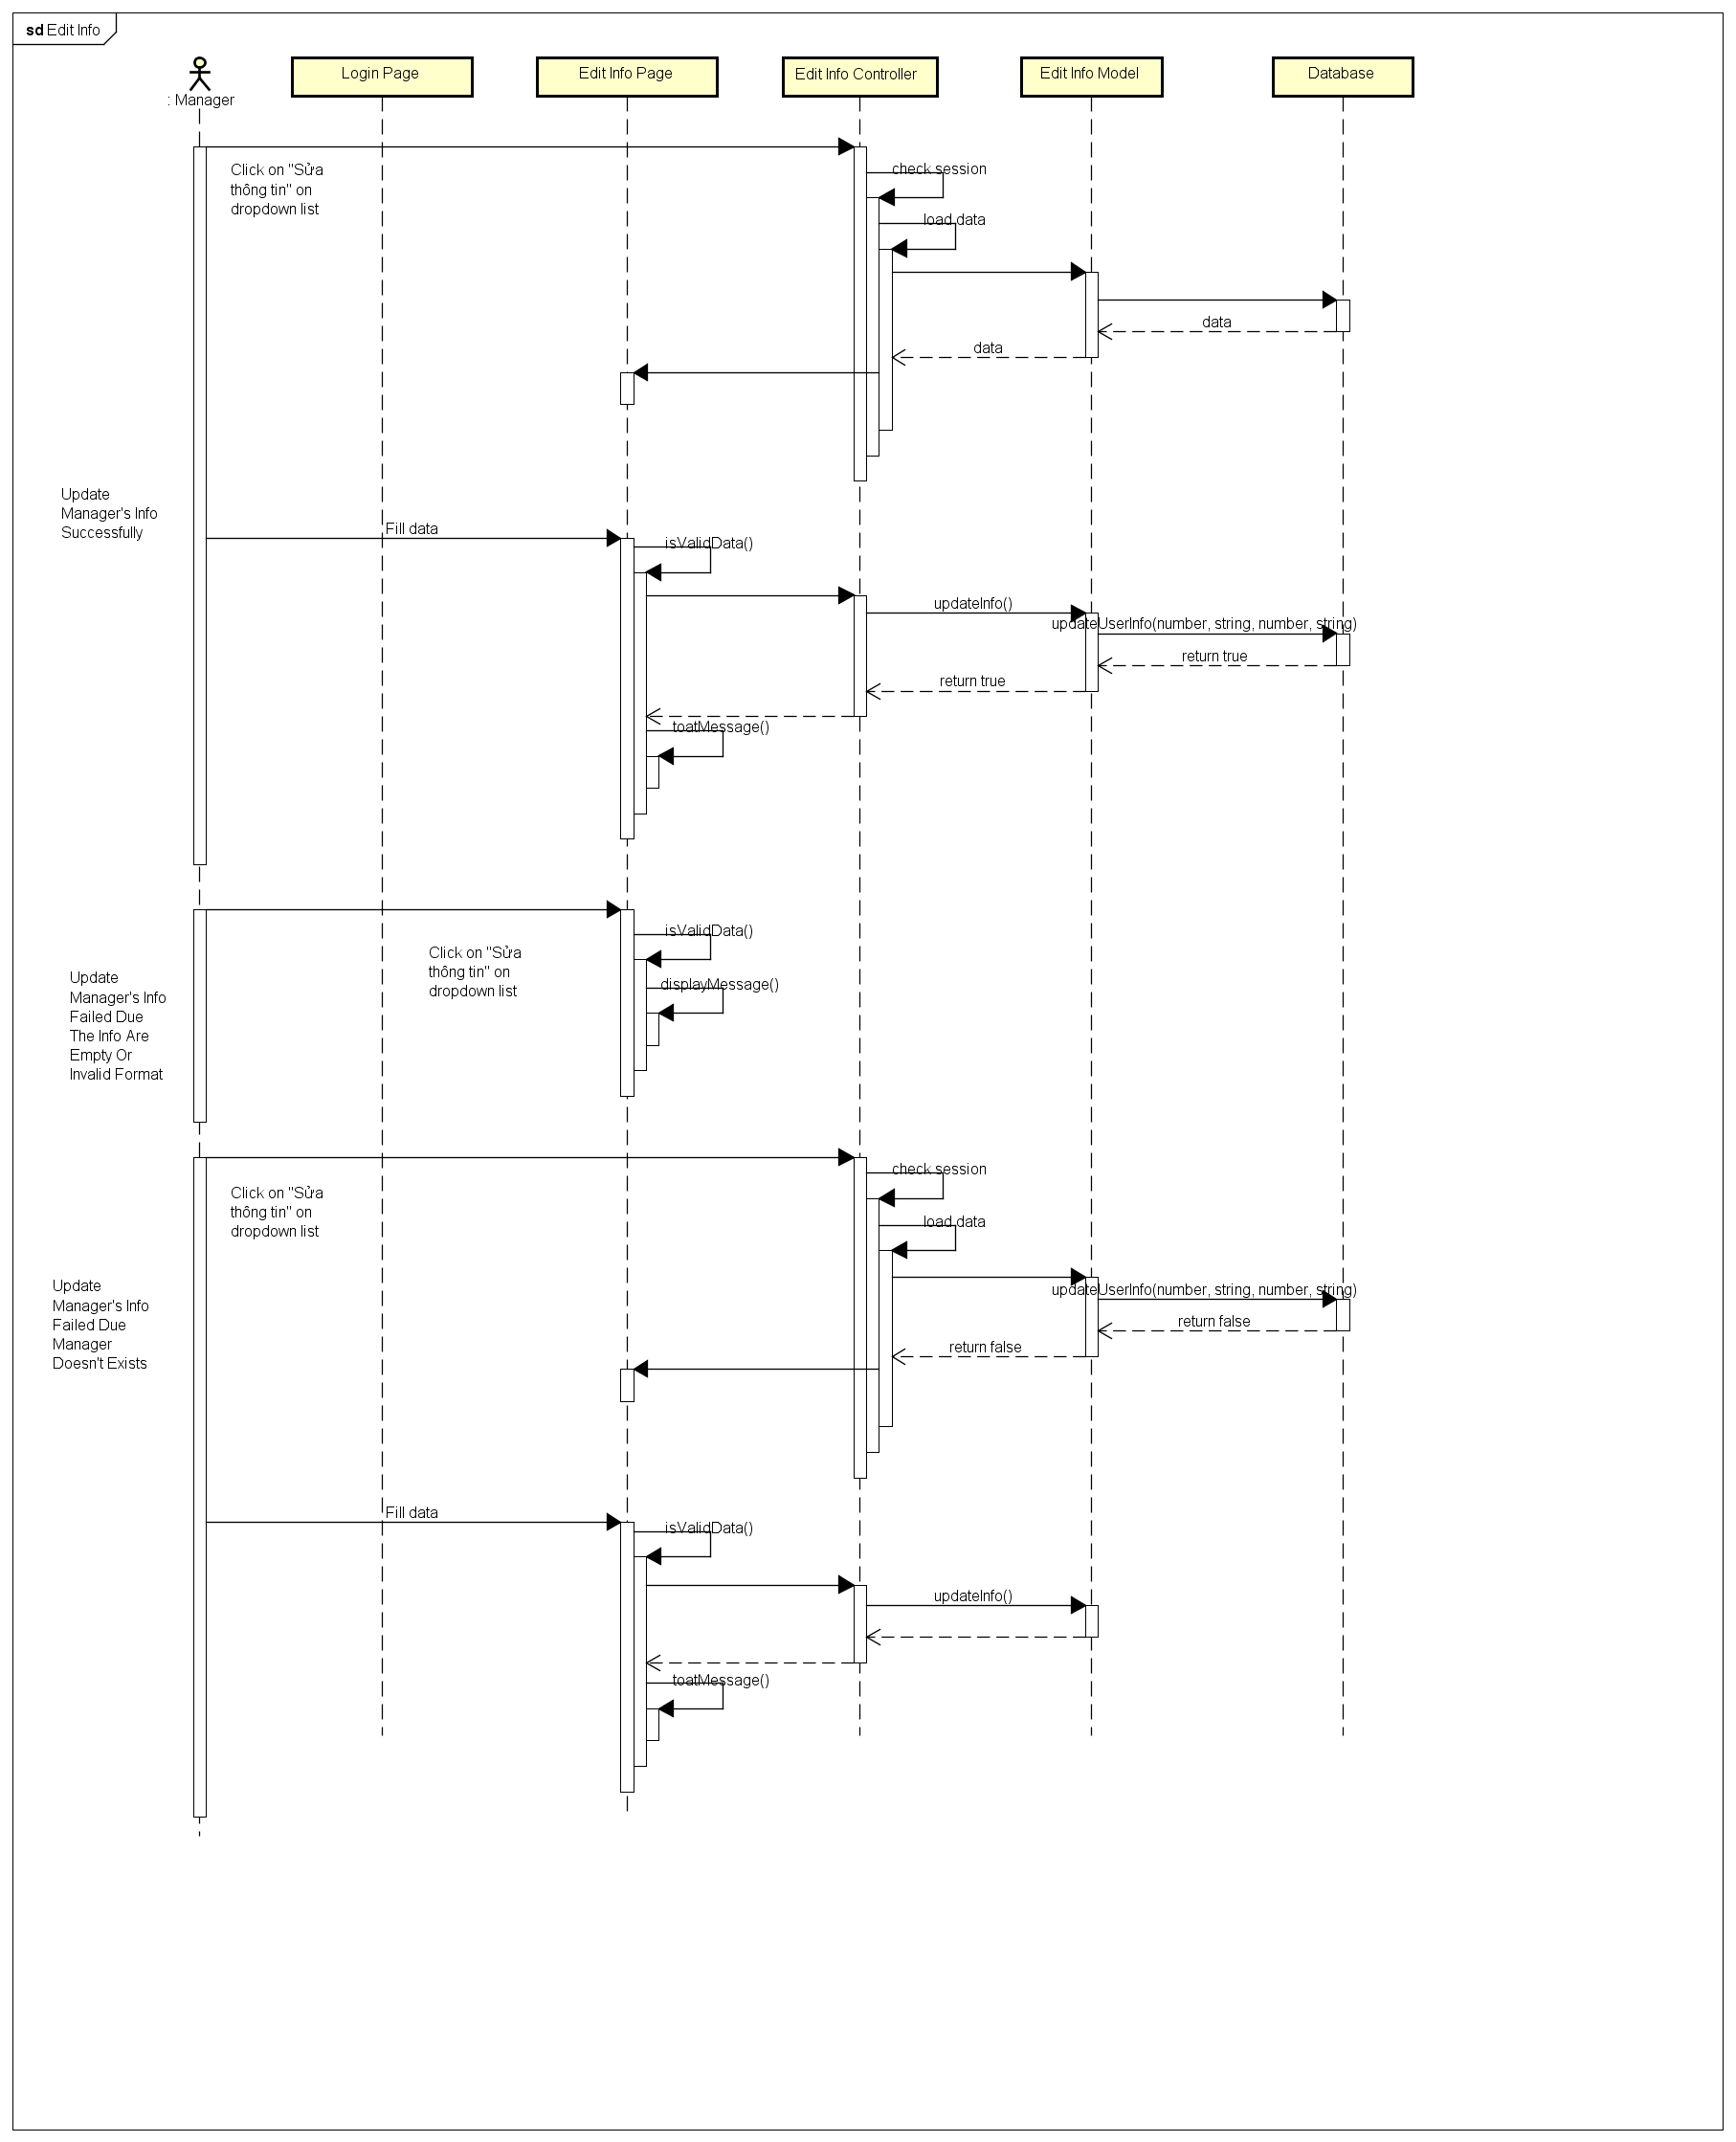 sd Edit Info
: Manager
Login Page
Edit Info Page
Edit Info Controller
Edit Info Model
Database
Click on "Sửa
thông tin" on
dropdown list
check session
load data
data
data
Update
Manager's Info
Successfully
Fill data
isValidData()
updateInfo()
updateUserInfo(number, string, number, string)
return true
return true
toatMessage()
isValidData()
Click on "Sửa
thông tin" on
dropdown list
displayMessage()
Update
Manager's Info
Failed Due
The Info Are
Empty Or
Invalid Format
check session
Click on "Sửa
thông tin" on
dropdown list
load data
Update
Manager's Info
Failed Due
Manager
Doesn't Exists
updateUserInfo(number, string, number, string)
return false
return false
Fill data
isValidData()
updateInfo()
toatMessage()